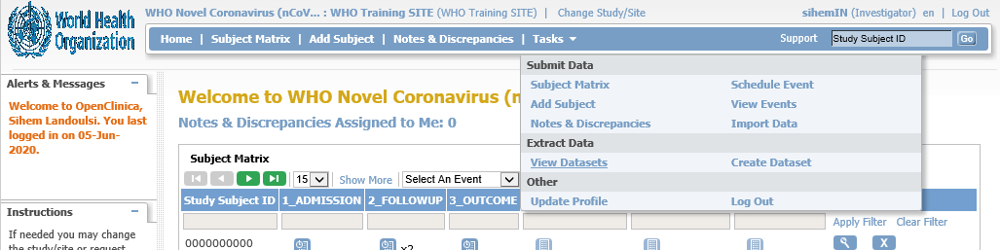 World Health
Organization
WHO Novel Coronavirus (nCoV... : WHO Training SITE (WHO Training SITE) | Change Study/Site
sihemIN (Investigator) en | Log Out
Home | Subject Matrix | Add Subject | Notes & Discrepancies | Tasks
Support Study Subject ID Go
Alerts & Messages
Welcome to OpenClinica,
Sihem Landoulsi. You last
logged in on 05-Jun-
2020.
Instructions
If needed you may change
the study/site or request
Welcome to WHO Novel Coronavirus (n
Notes & Discrepancies Assigned to Me: 0
Submit Data
Subject Matrix Schedule Event
Add Subject View Events
Notes & Discrepancies Import Data
Extract Data
View Datasets Create Dataset
Other
Update Profile Log Out
Subject Matrix
15 Show More Select An Event
Study Subject ID 1_ADMISSION 2_FOLLOWUP 3_OUTCOME
Apply Filter Clear Filter
0000000000 x2 X